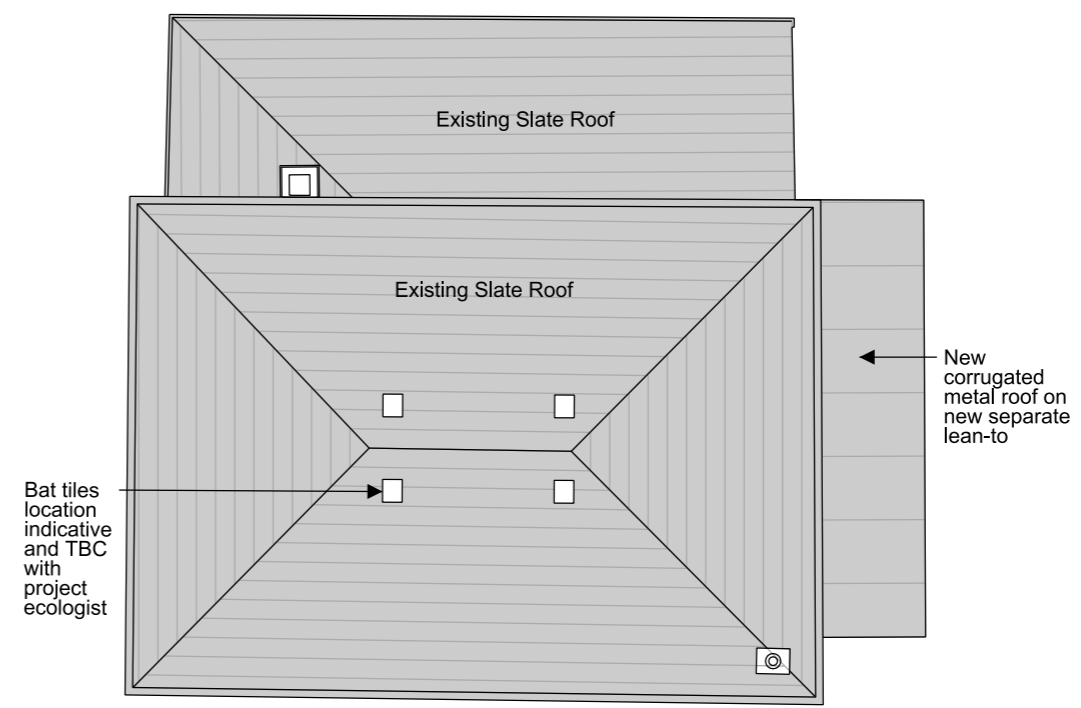 Existing Slate Roof
Existing Slate Roof
New
corrugated
metal roof on
new separate
lean-to
Bat tiles
location
indicative
and TBC
with
project
ecologist